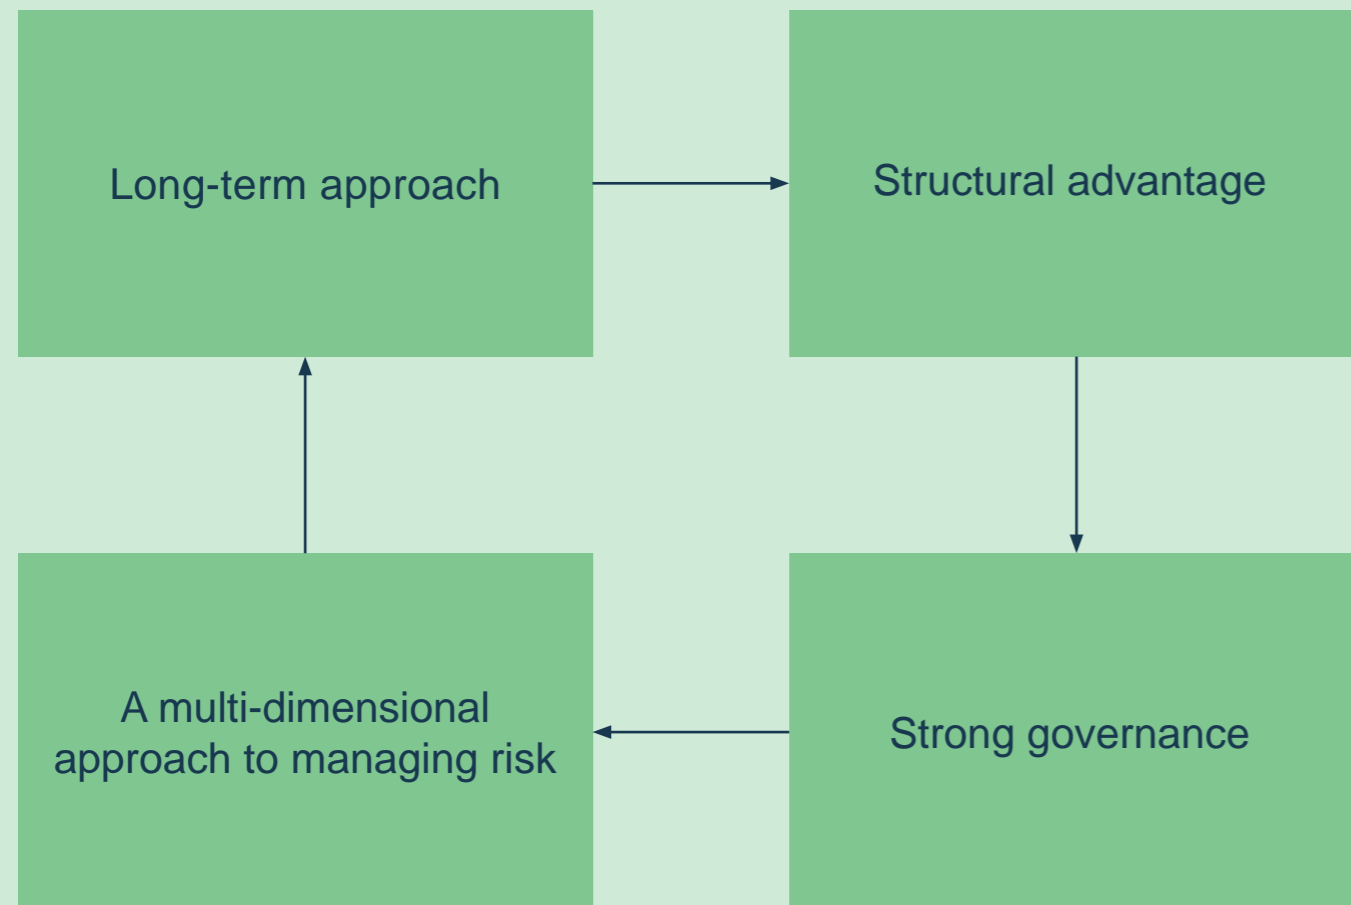 Long-term approach
Structural advantage
A multi-dimensional
approach to managing risk
Strong governance